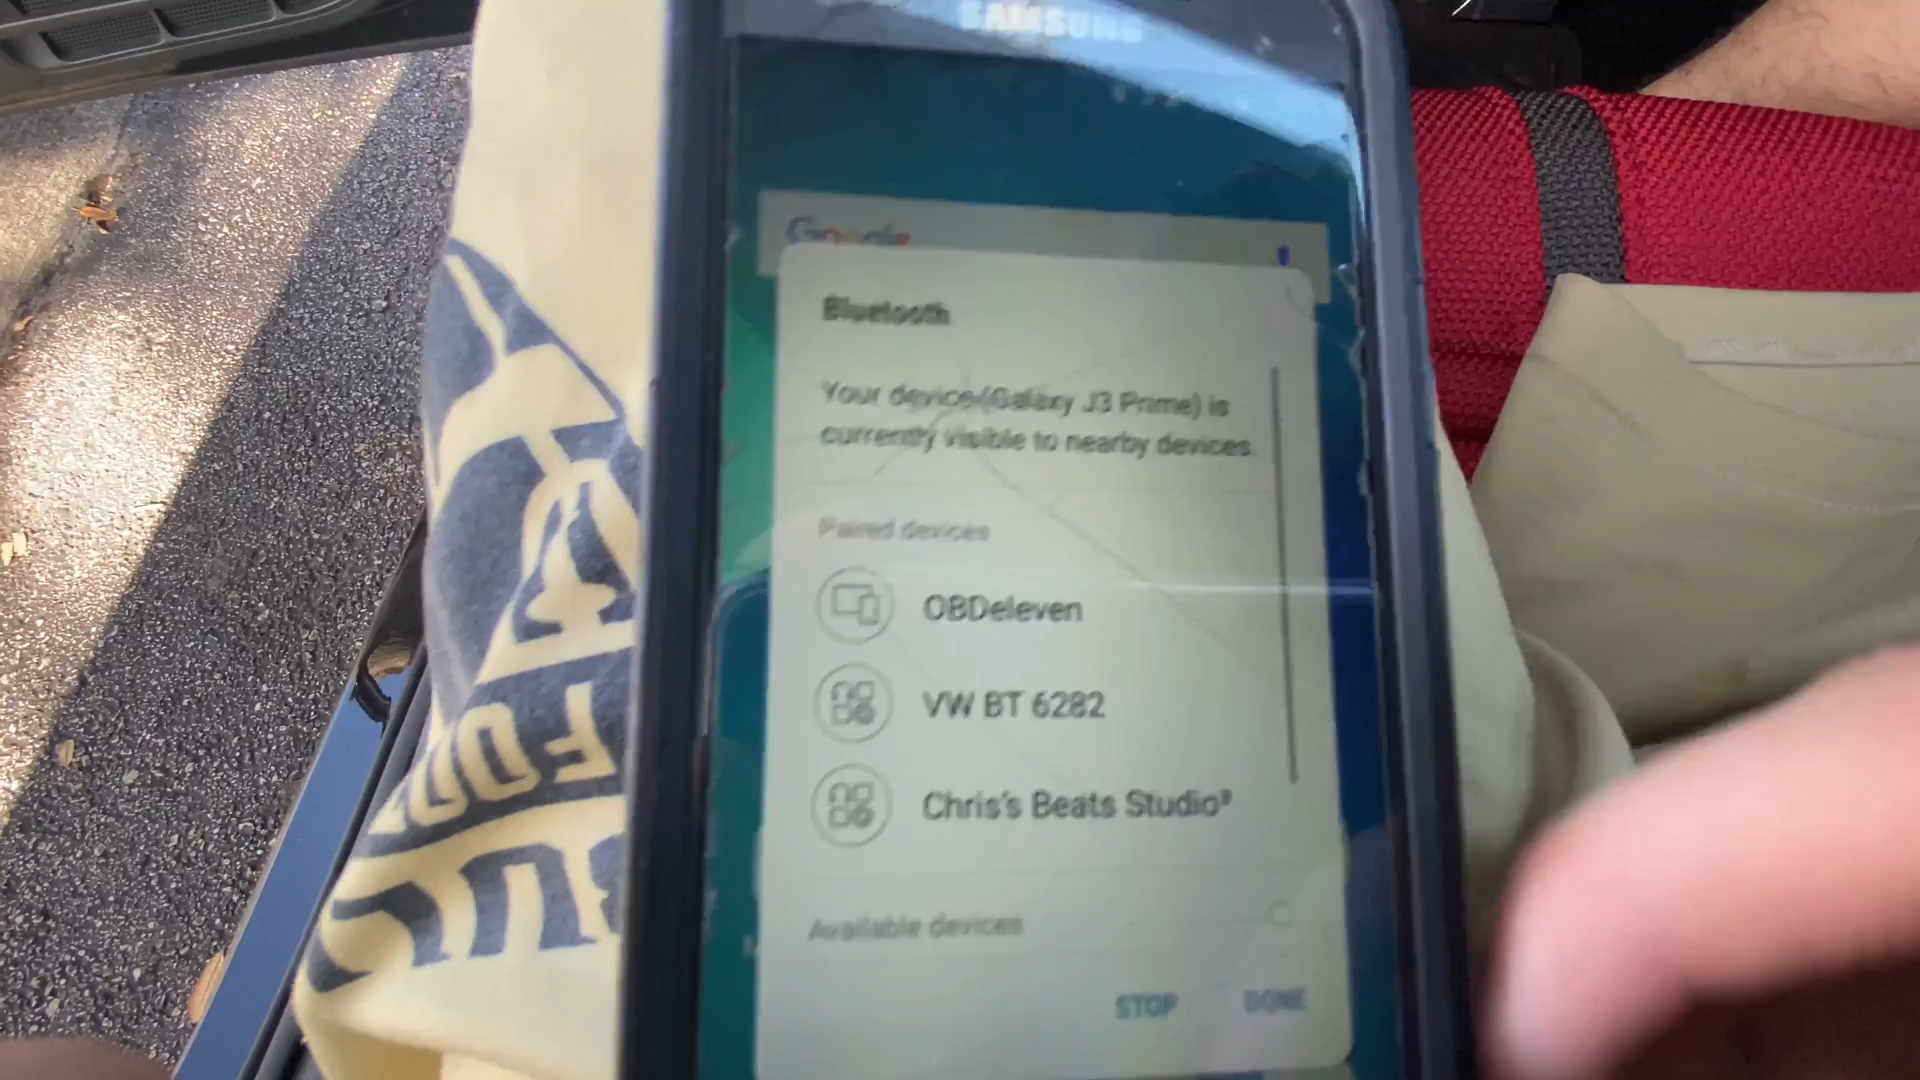 SAMSUNG
Google
Bluetooth
Your device (Galaxy J3 Prime) is
currently visible to nearby devices.
Paired devices
OBDeleven
VW BT 6282
Chris's Beats Studio³
Available devices
STOP
DONE